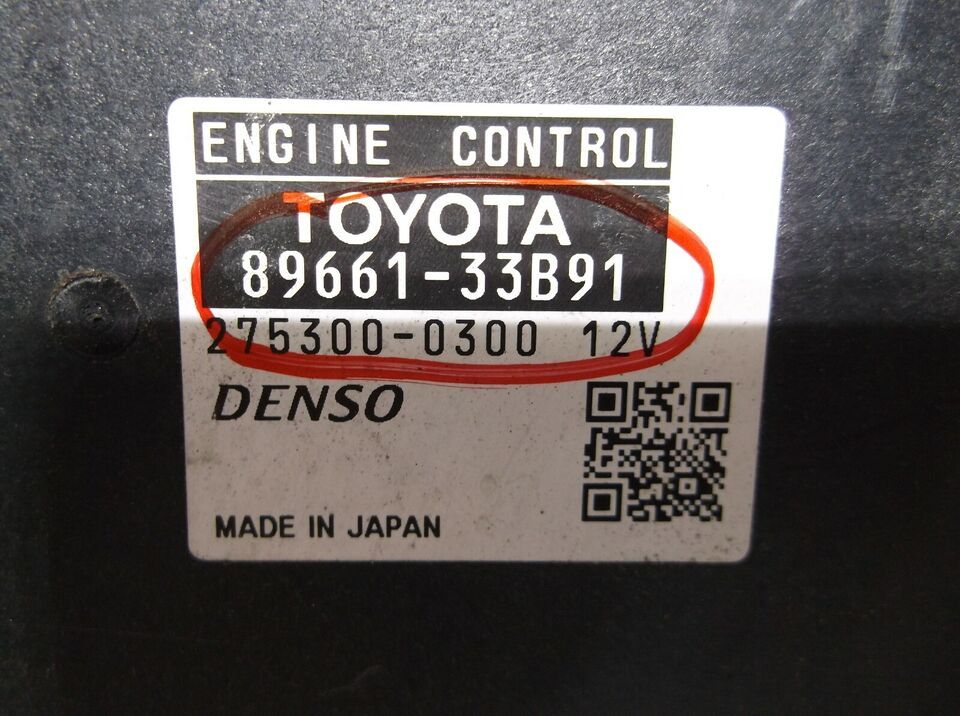 ENGINE CONTROL
TOYOTA
89661-33B91
275300-0300 12V
DENSO
MADE IN JAPAN